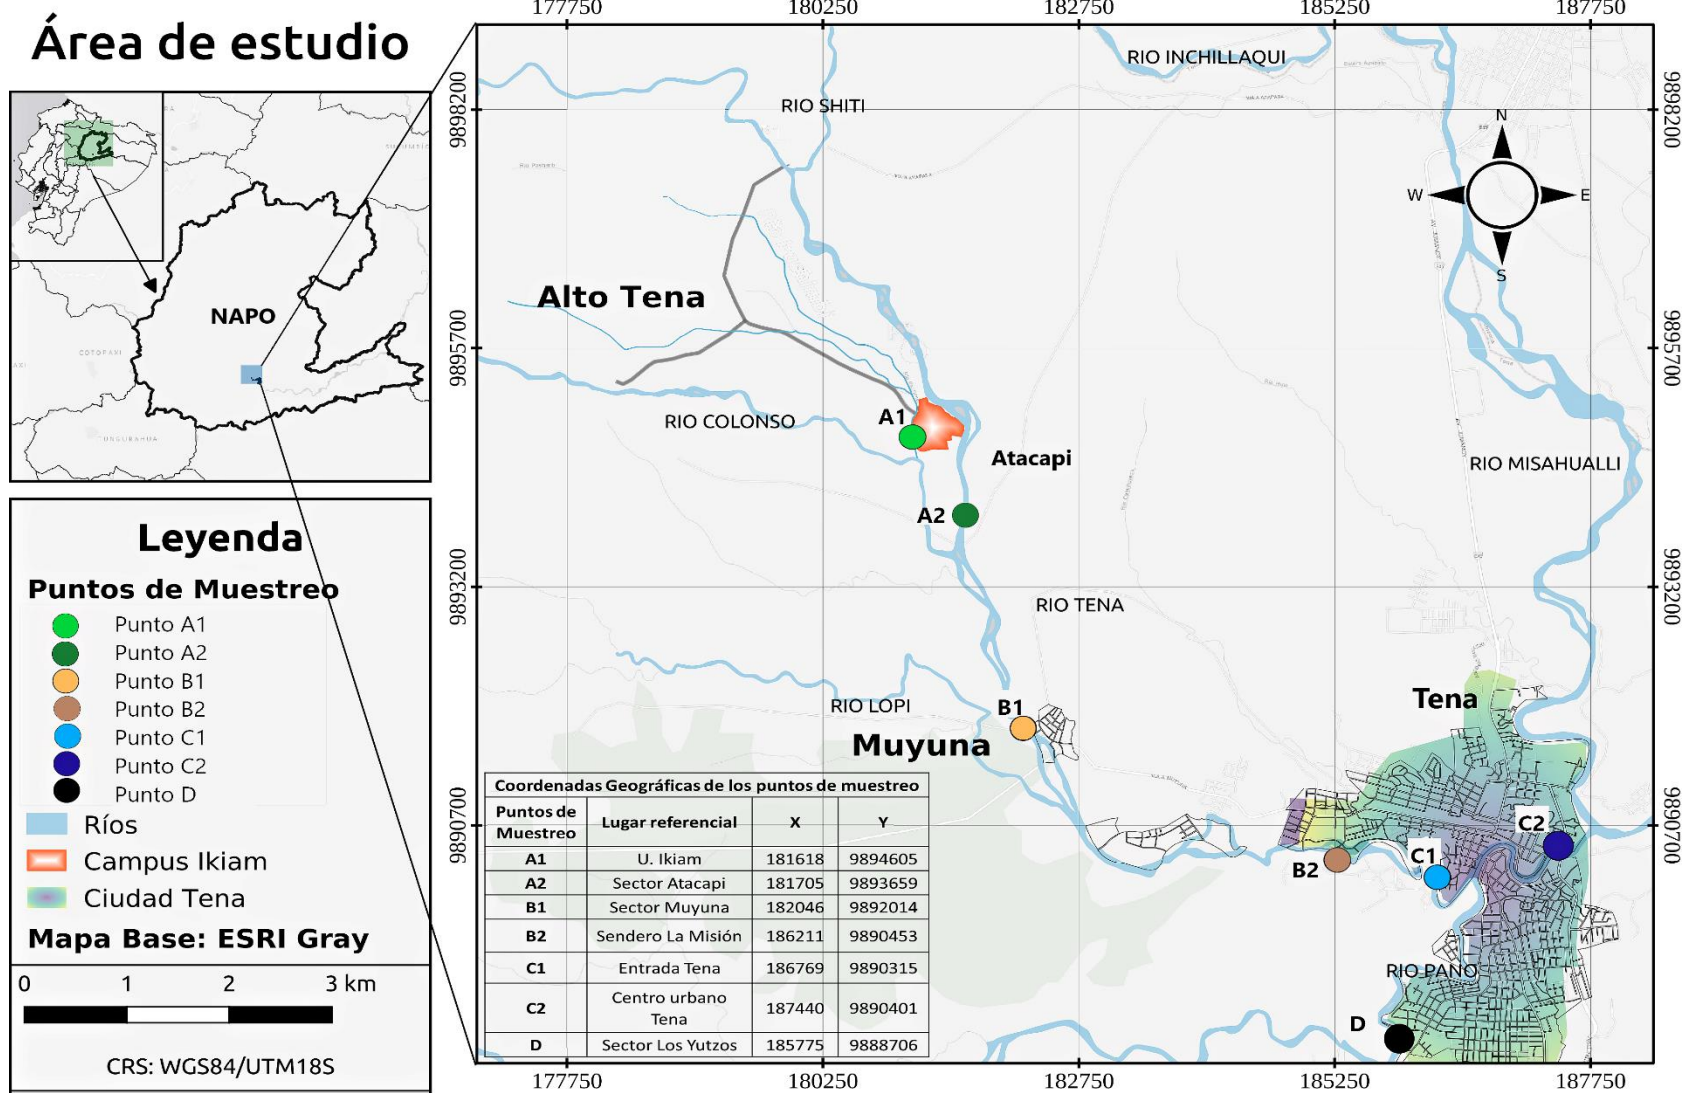 Área de estudio
NAPO
COTOPAXI
TUNGURAHUA
Leyenda
Puntos de Muestreo
Punto A1
Punto A2
Punto B1
Punto B2
Punto C1
Punto C2
Punto D
Ríos
Campus Ikiam
Ciudad Tena
Mapa Base: ESRI Gray
0 1 2 3 km
CRS: WGS84/UTM18S
177750 180250 182750 185250 187750
9898200 9898200
9895700 9895700
9893200 9893200
9890700 9890700
RIO INCHILLAQUI
RIO SHITI
N
W E
S
Alto Tena
A1
RIO COLONSO
Atacapi
RIO MISAHUALLI
A2
RIO TENA
Tena
RIO LOPI
B1
Muyuna
C2
C1
B2
RIO PANO
D
Coordenadas Geográficas de los puntos de muestreo
Puntos de Muestreo Lugar referencial X Y
A1 U. Ikiam 181618 9894605
A2 Sector Atacapi 181705 9893659
B1 Sector Muyuna 182046 9892014
B2 Sendero La Misión 186211 9890453
C1 Entrada Tena 186769 9890315
C2 Centro urbano Tena 187440 9890401
D Sector Los Yutzos 185775 9888706
177750 180250 182750 185250 187750